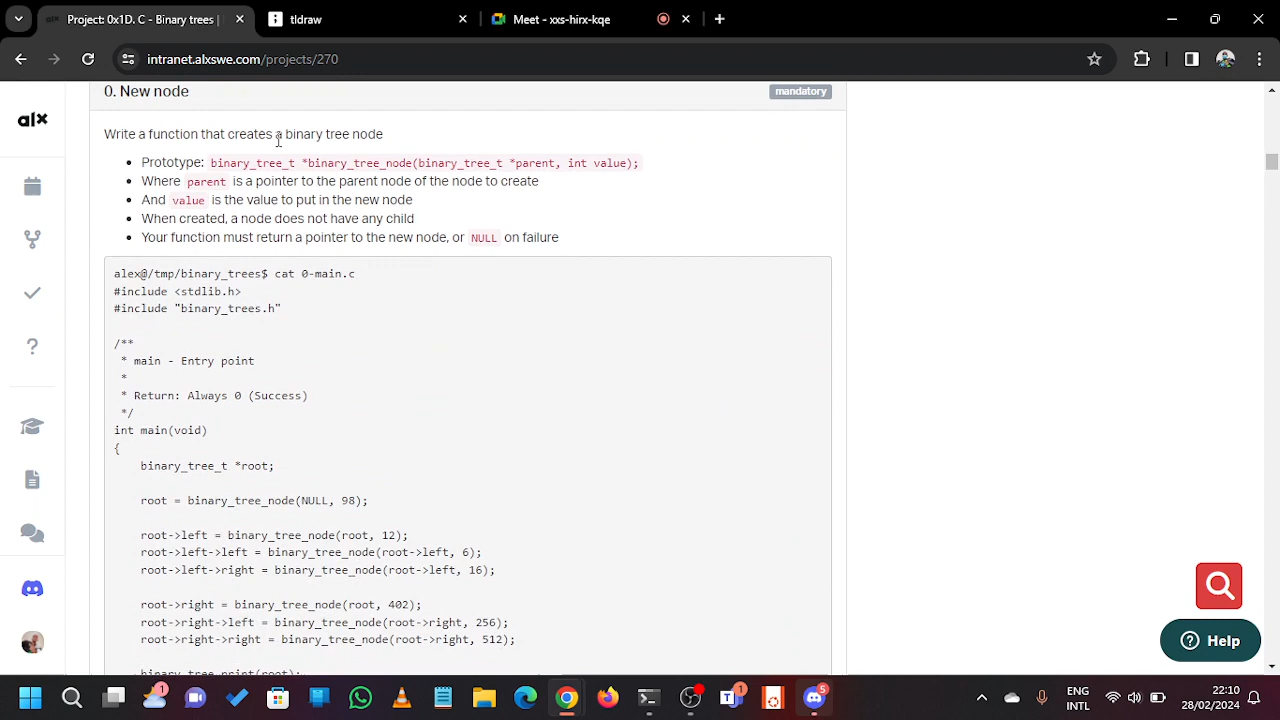 Project: 0x1D. C - Binary trees |
tldraw
Meet - xxs-hirx-kqe
intranet.alxswe.com/projects/270
alx
0. New node
mandatory
Write a function that creates a binary tree node
Prototype: binary_tree_t *binary_tree_node(binary_tree_t *parent, int value);
Where parent is a pointer to the parent node of the node to create
And value is the value to put in the new node
When created, a node does not have any child
Your function must return a pointer to the new node, or NULL on failure
alex@/tmp/binary_trees$ cat 0-main.c
#include <stdlib.h>
#include "binary_trees.h"
/**
* main - Entry point
*
* Return: Always 0 (Success)
*/
int main(void)
{
binary_tree_t *root;
root = binary_tree_node(NULL, 98);
root->left = binary_tree_node(root, 12);
root->left->left = binary_tree_node(root->left, 6);
root->left->right = binary_tree_node(root->left, 16);
root->right = binary_tree_node(root, 402);
root->right->left = binary_tree_node(root->right, 256);
root->right->right = binary_tree_node(root->right, 512);
binary_tree_print(root);
Help
1
1
5
ENG
INTL
22:10
28/02/2024